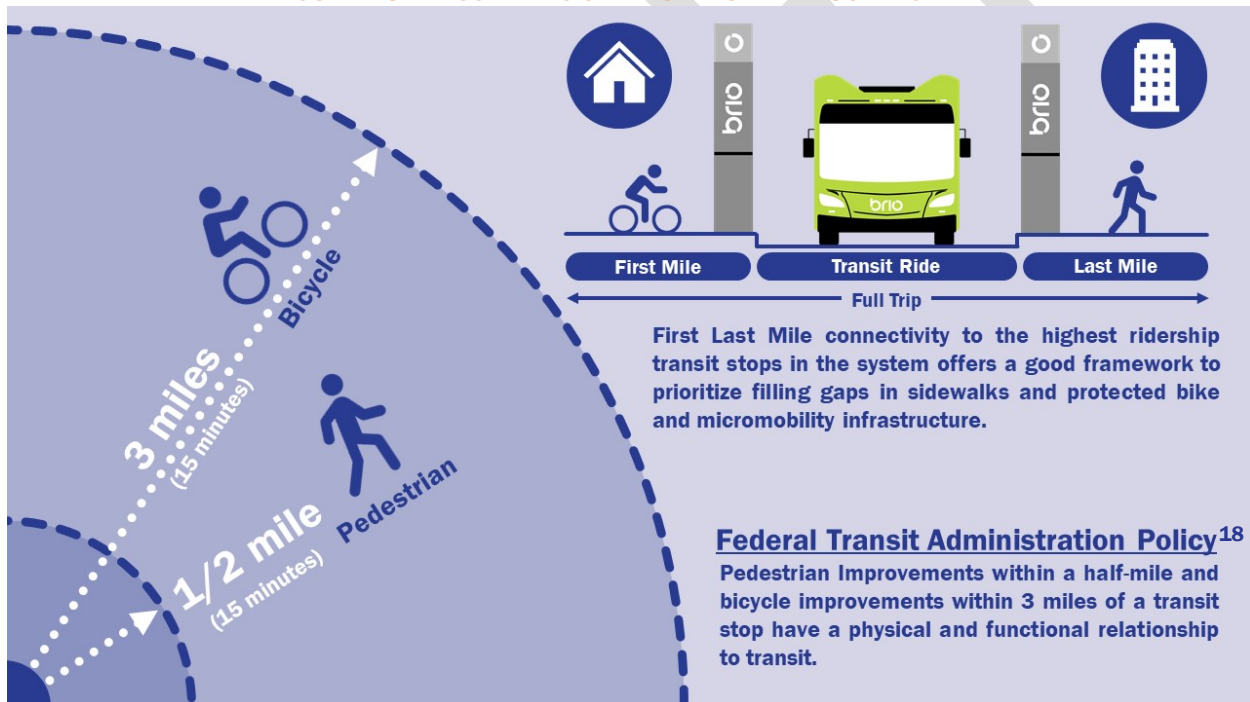 brio
brio
brio
First Mile
Transit Ride
Last Mile
Full Trip
First Last Mile connectivity to the highest ridership
transit stops in the system offers a good framework to
prioritize filling gaps in sidewalks and protected bike
and micromobility infrastructure.
Bicycle
3 miles
(15 minutes)
Pedestrian
1/2 mile
(15 minutes)
Federal Transit Administration Policy18
Pedestrian Improvements within a half-mile and
bicycle improvements within 3 miles of a transit
stop have a physical and functional relationship
to transit.